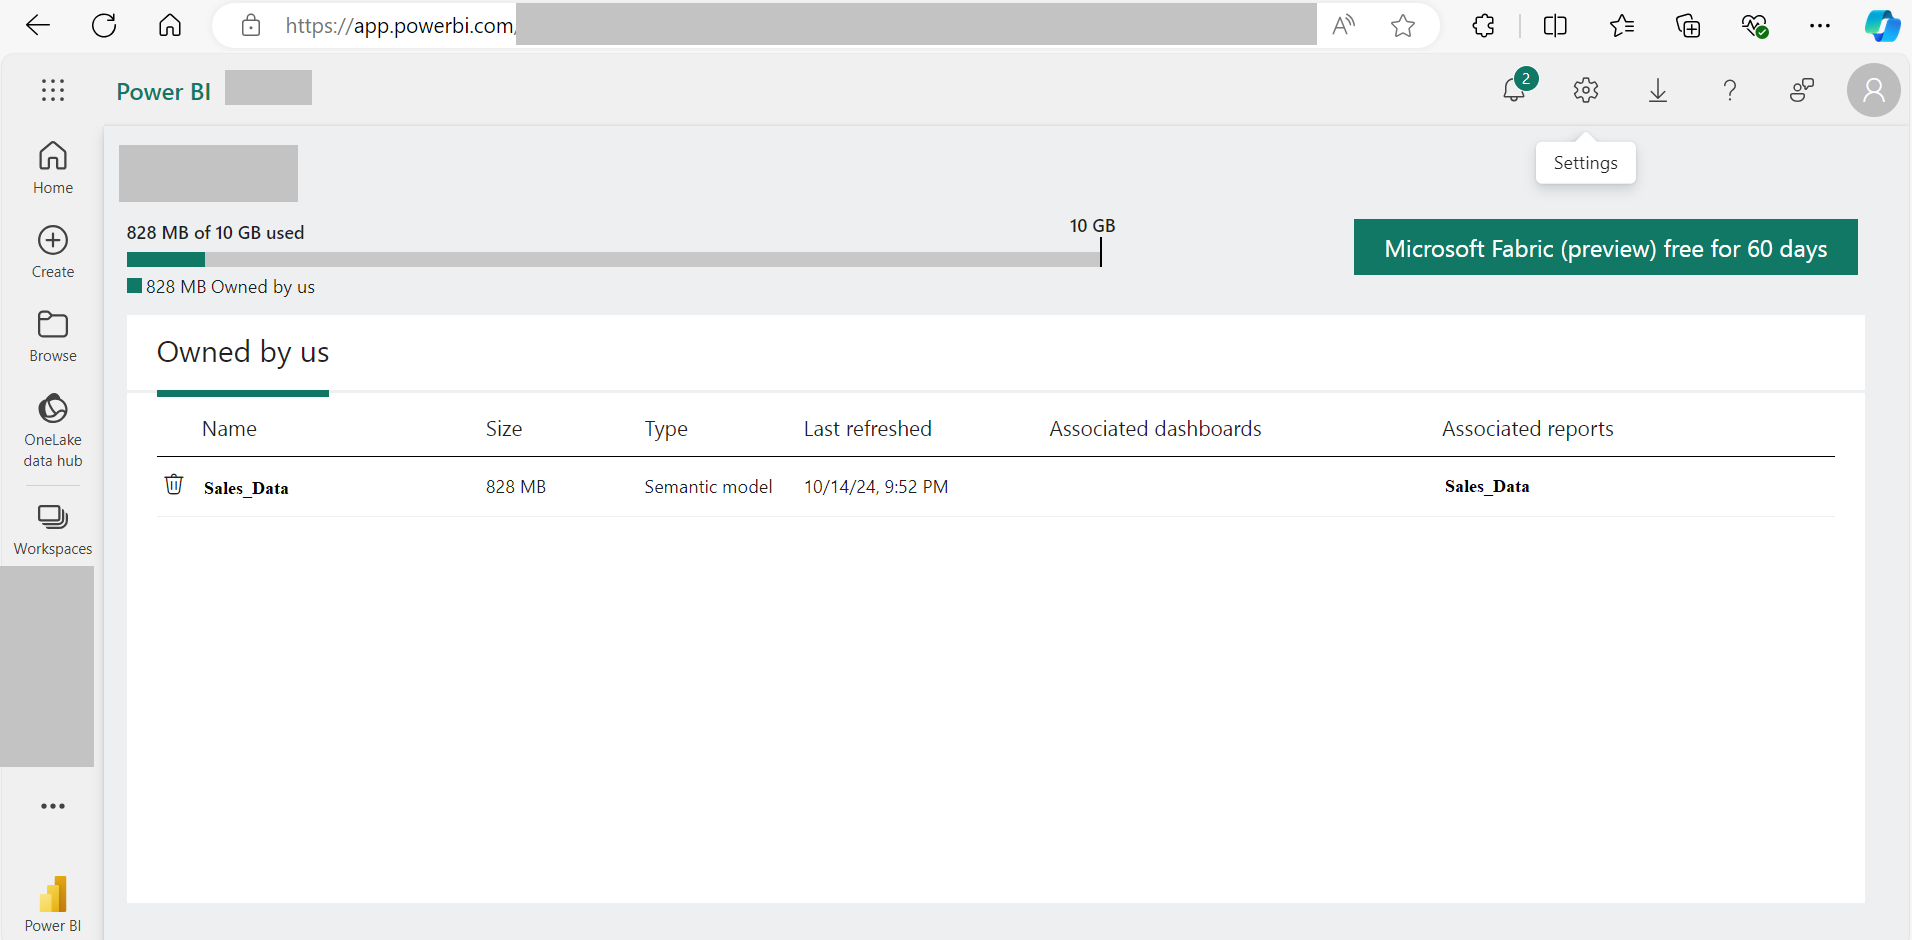 https://app.powerbi.com/
Power BI
2
Settings
Home
Create
Browse
OneLake
data hub
Workspaces
Power BI
828 MB of 10 GB used
10 GB
828 MB Owned by us
Microsoft Fabric (preview) free for 60 days
Owned by us
Name Size Type Last refreshed Associated dashboards Associated reports
Sales_Data 828 MB Semantic model 10/14/24, 9:52 PM Sales_Data